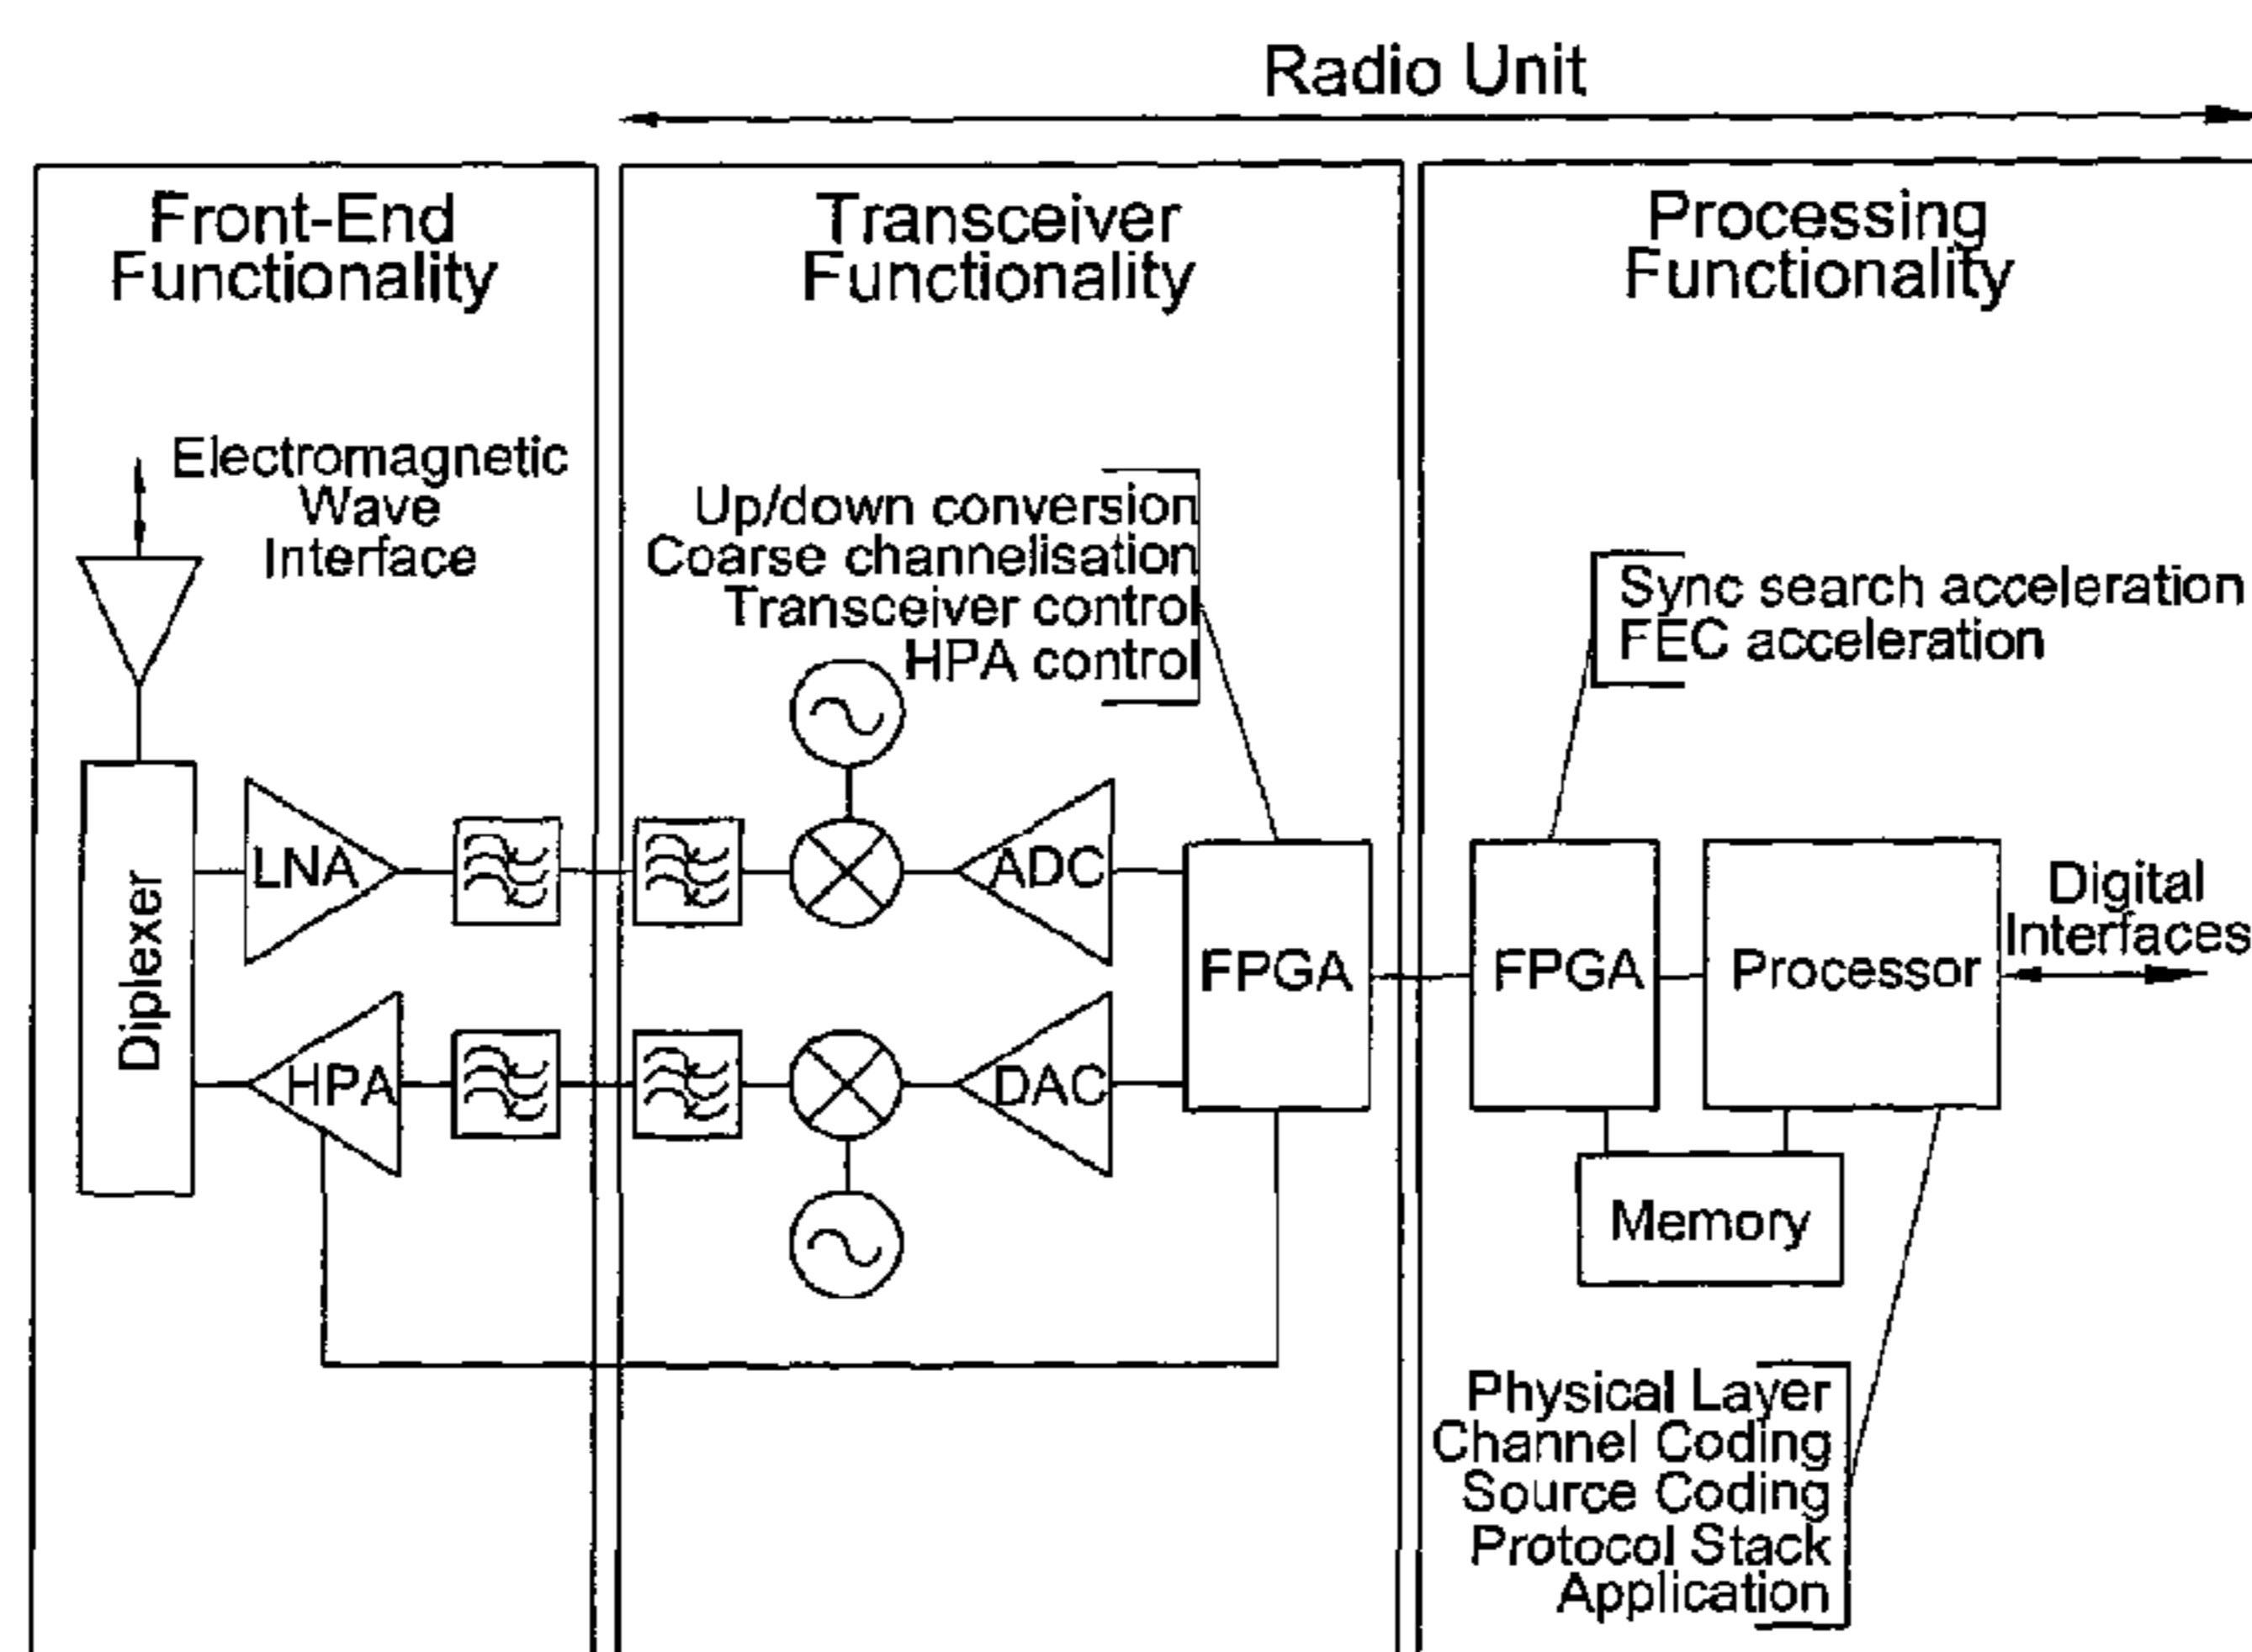 Radio Unit
Front-End
Functionality
Transceiver
Functionality
Processing
Functionality
Electromagnetic
Wave
Interface
Up/down conversion
Coarse channelisation
Transceiver control
HPA control
Sync search acceleration
FEC acceleration
Diplexer
LNA
ADC
HPA
DAC
FPGA
FPGA
Processor
Digital
Interfaces
Memory
Physical Layer
Channel Coding
Source Coding
Protocol Stack
Application